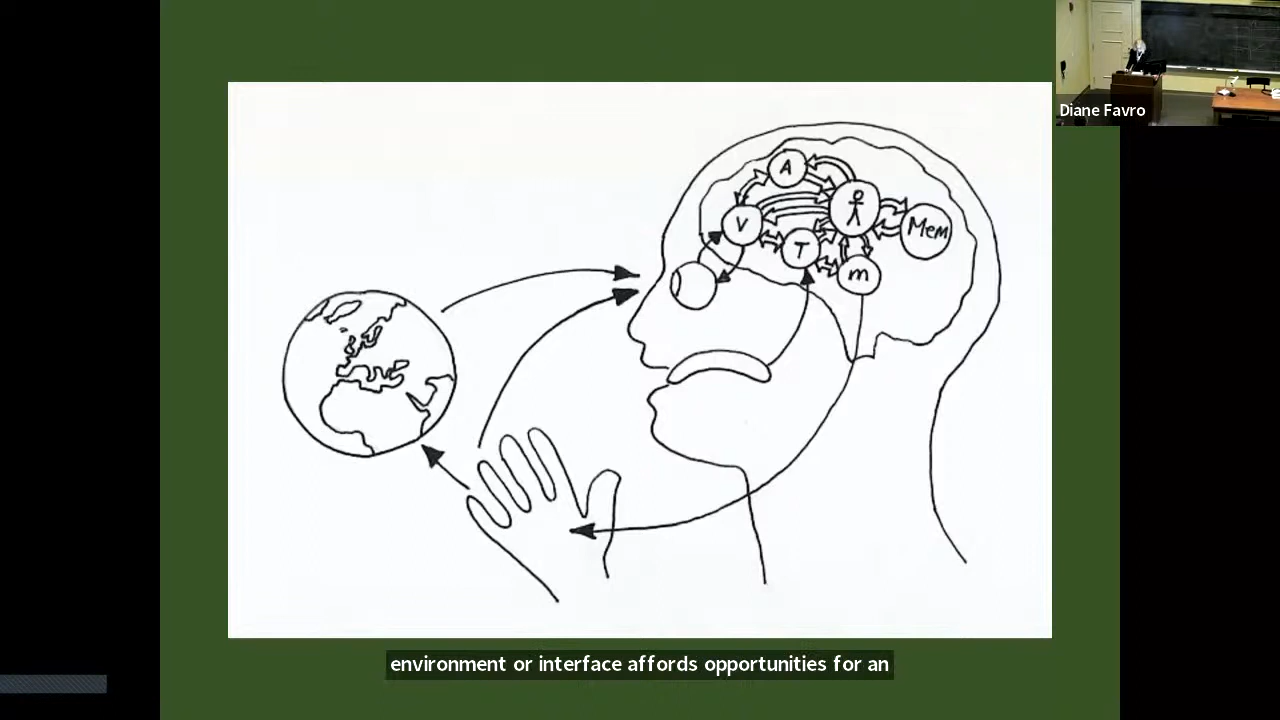 Diane Favro
A
V
T
Mem
m
environment or interface affords opportunities for an